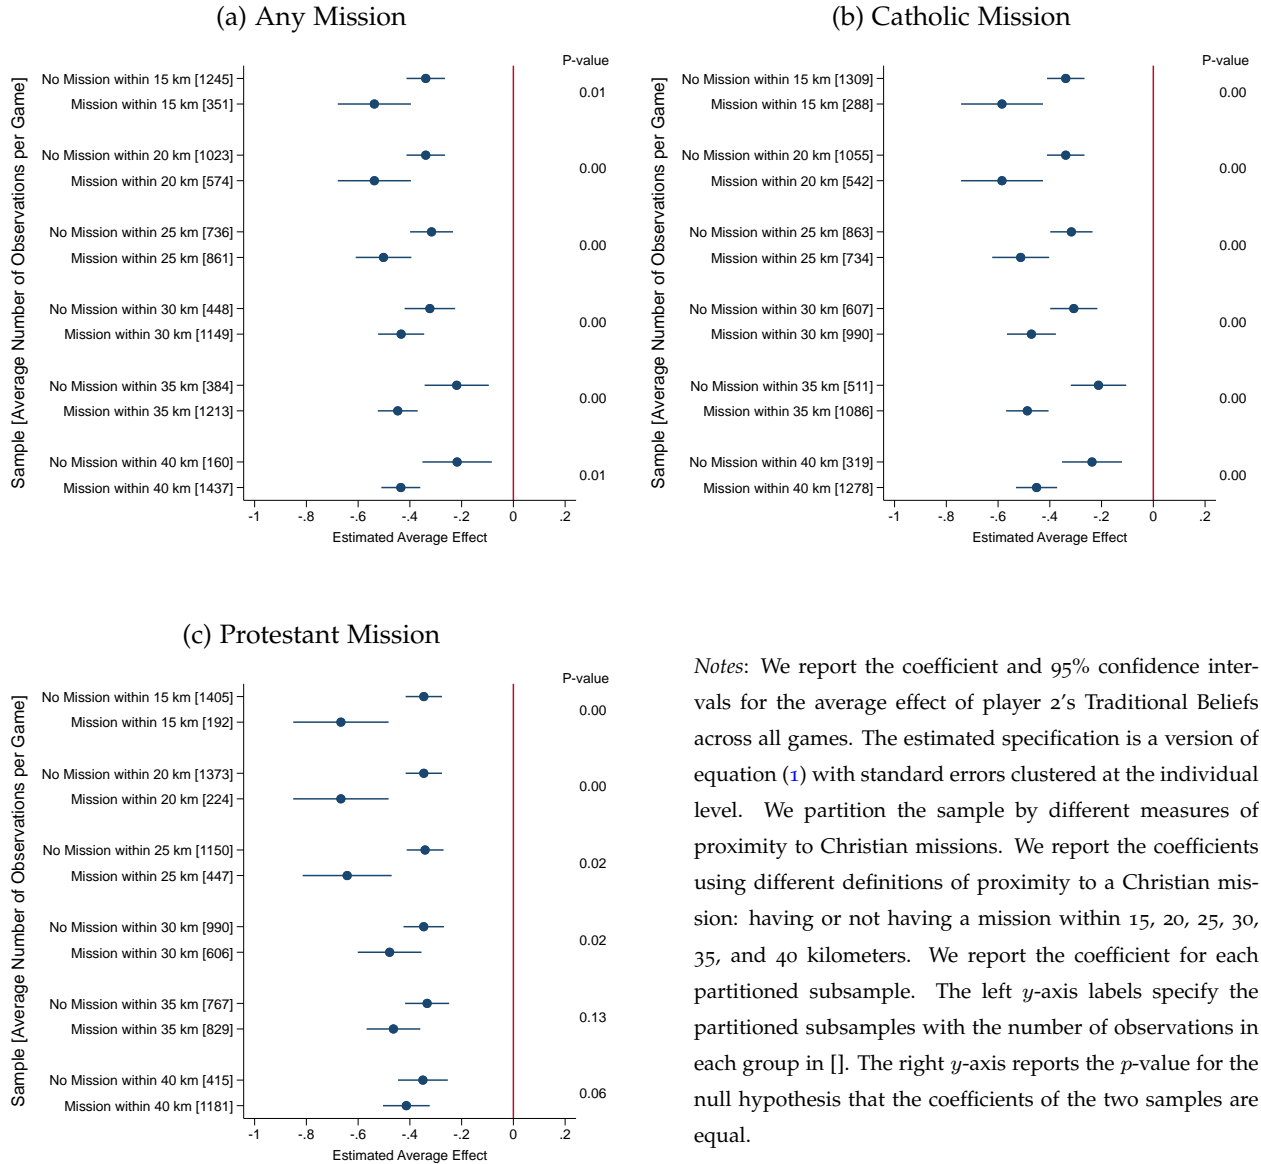 (a) Any Mission
P-value
Sample [Average Number of Observations per Game]
No Mission within 15 km [1245]
0.01
Mission within 15 km [351]
No Mission within 20 km [1023]
0.00
Mission within 20 km [574]
No Mission within 25 km [736]
0.00
Mission within 25 km [861]
No Mission within 30 km [448]
0.00
Mission within 30 km [1149]
No Mission within 35 km [384]
0.00
Mission within 35 km [1213]
No Mission within 40 km [160]
0.01
Mission within 40 km [1437]
-1 -.8 -.6 -.4 -.2 0 .2
Estimated Average Effect
(b) Catholic Mission
P-value
Sample [Average Number of Observations per Game]
No Mission within 15 km [1309]
0.00
Mission within 15 km [288]
No Mission within 20 km [1055]
0.00
Mission within 20 km [542]
No Mission within 25 km [863]
0.00
Mission within 25 km [734]
No Mission within 30 km [607]
0.00
Mission within 30 km [990]
No Mission within 35 km [511]
0.00
Mission within 35 km [1086]
No Mission within 40 km [319]
0.00
Mission within 40 km [1278]
-1 -.8 -.6 -.4 -.2 0 .2
Estimated Average Effect
(c) Protestant Mission
P-value
Sample [Average Number of Observations per Game]
No Mission within 15 km [1405]
0.00
Mission within 15 km [192]
No Mission within 20 km [1373]
0.00
Mission within 20 km [224]
No Mission within 25 km [1150]
0.02
Mission within 25 km [447]
No Mission within 30 km [990]
0.02
Mission within 30 km [606]
No Mission within 35 km [767]
0.13
Mission within 35 km [829]
No Mission within 40 km [415]
0.06
Mission within 40 km [1181]
-1 -.8 -.6 -.4 -.2 0 .2
Estimated Average Effect
Notes: We report the coefficient and 95% confidence inter-
vals for the average effect of player 2's Traditional Beliefs
across all games. The estimated specification is a version of
equation (1) with standard errors clustered at the individual
level. We partition the sample by different measures of
proximity to Christian missions. We report the coefficients
using different definitions of proximity to a Christian mis-
sion: having or not having a mission within 15, 20, 25, 30,
35, and 40 kilometers. We report the coefficient for each
partitioned subsample. The left y-axis labels specify the
partitioned subsamples with the number of observations in
each group in []. The right y-axis reports the p-value for the
null hypothesis that the coefficients of the two samples are
equal.